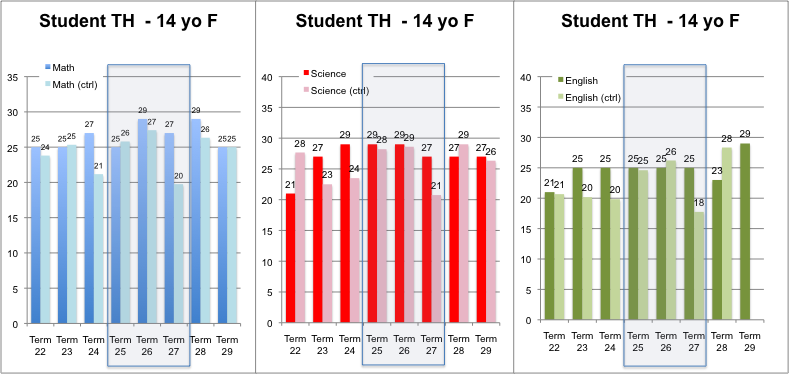 Student TH - 14 yo F
Math
Math (ctrl)
35
30
25
20
15
10
5
0
25 24 25 25 27 21 25 26 29 27 27 20 29 26 25 25
Term 22 Term 23 Term 24 Term 25 Term 26 Term 27 Term 28 Term 29
Student TH - 14 yo F
Science
Science (ctrl)
40
35
30
25
20
15
10
5
0
21 28 27 23 29 24 29 28 29 29 27 21 27 29 27 26
Term 22 Term 23 Term 24 Term 25 Term 26 Term 27 Term 28 Term 29
Student TH - 14 yo F
English
English (ctrl)
40
35
30
25
20
15
10
5
0
21 21 25 20 25 20 25 25 25 26 25 18 23 28 29
Term 22 Term 23 Term 24 Term 25 Term 26 Term 27 Term 28 Term 29